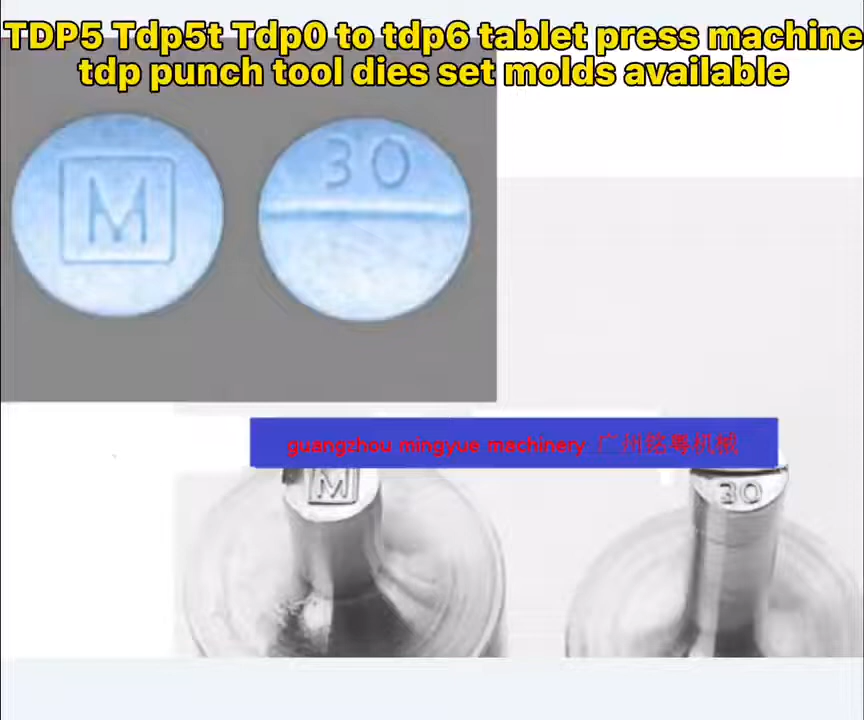 TDP5 Tdp5t Tdp0 to tdp6 tablet press machine
tdp punch tool dies set molds available
M
30
guangzhou mingyue machinery 广州铭粤机械
M
30